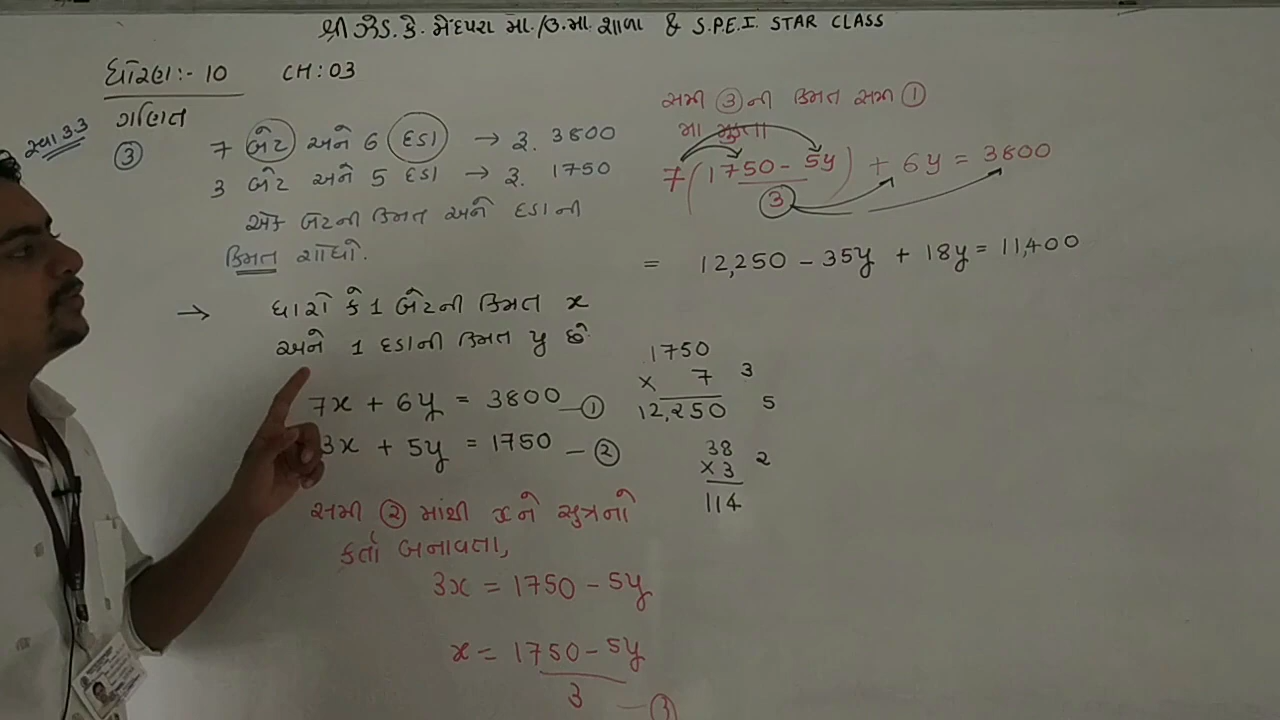 શ્રી ઝેડ.કે. મેંદપરા મા./ઉ.મા. શાળા & S.P.E.I. STAR CLASS
ધોરણ:- 10 CH: 03
ગણિત
સ્વા 3.3
③ 7 બેટ અને 6 દડા → રૂ. 3800
3 બેટ અને 5 દડા → રૂ. 1750
એક બેટની કિંમત અને દડાની
કિંમત શોધો.
→ ધારો કે 1 બેટની કિંમત x
અને 1 દડાની કિંમત y છે
7x + 6y = 3800 — ①
3x + 5y = 1750 — ②
સમી ② માંથી x ને સુત્રનો
કર્તા બનાવતા,
3x = 1750 - 5y
x = 1750 - 5y
3 — ③
સમી ③ ની કિંમત સમી ①
મા મુકતા
7(1750 - 5y) + 6y = 3800
③
= 12,250 - 35y + 18y = 11,400
1750
× 7 3
12,250 5
38
×3 2
114